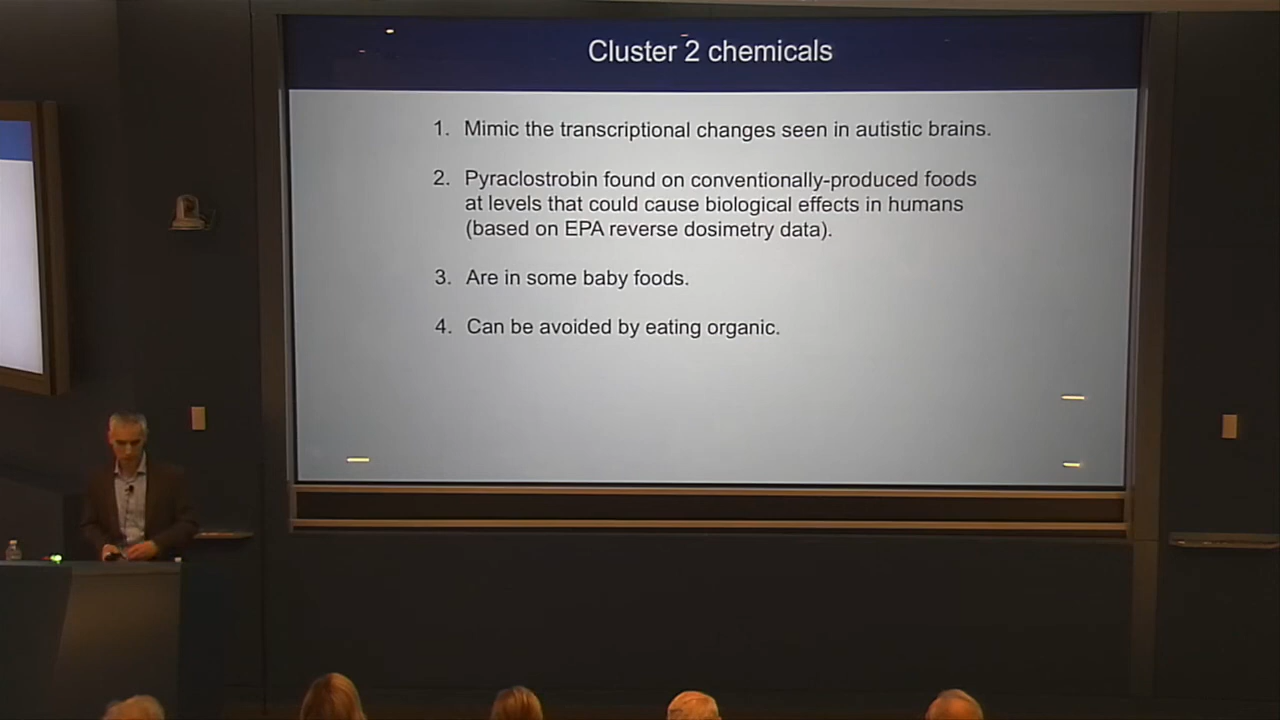 Cluster 2 chemicals
1. Mimic the transcriptional changes seen in autistic brains.
2. Pyraclostrobin found on conventionally-produced foods
at levels that could cause biological effects in humans
(based on EPA reverse dosimetry data).
3. Are in some baby foods.
4. Can be avoided by eating organic.